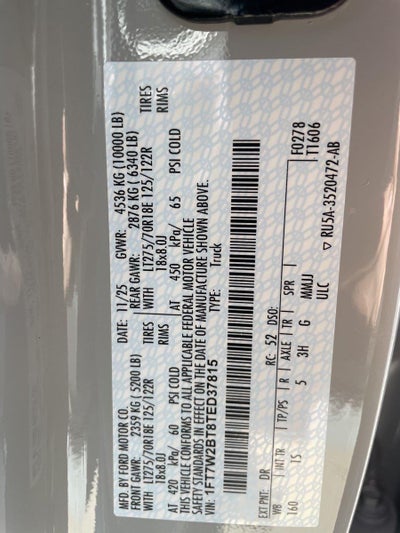 MFD. BY FORD MOTOR CO.
DATE: 11/25 GVWR: 4536 KG (10000 LB)
FRONT GAWR: 2359 KG (5200 LB) REAR GAWR: 2876 KG (6340 LB)
LT275/70R18E 125/122R TIRES WITH LT275/70R18E 125/122R TIRES
18x8.0J RIMS 18x8.0J RIMS
AT 420 kPa/ 60 PSI COLD AT 450 kPa/ 65 PSI COLD
THIS VEHICLE CONFORMS TO ALL APPLICABLE FEDERAL MOTOR VEHICLE
SAFETY STANDARDS IN EFFECT ON THE DATE OF MANUFACTURE SHOWN ABOVE.
VIN: 1FT7W2BT8TED37815 TYPE: Truck
F0278
T1606
EXT PNT: DR RC: 52 DSO:
WB INT TR TP/PS R AXLE TR SPR
160 1S 5 3H G MMJJ
ULC
▽ RU5A-3520472-AB